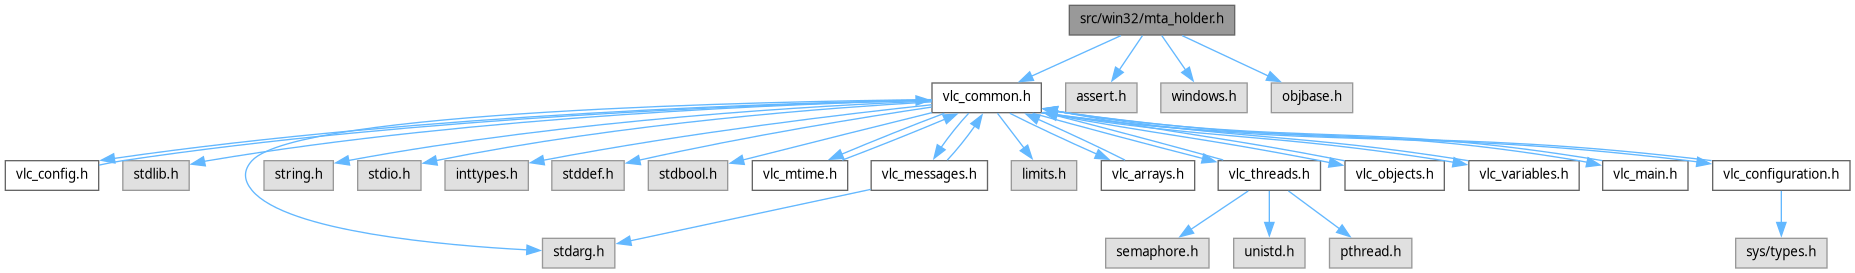 src/win32/mta_holder.h
vlc_common.h
assert.h
windows.h
objbase.h
vlc_config.h
stdlib.h
string.h
stdio.h
inttypes.h
stddef.h
stdbool.h
vlc_mtime.h
vlc_messages.h
limits.h
vlc_arrays.h
vlc_threads.h
vlc_objects.h
vlc_variables.h
vlc_main.h
vlc_configuration.h
stdarg.h
semaphore.h
unistd.h
pthread.h
sys/types.h